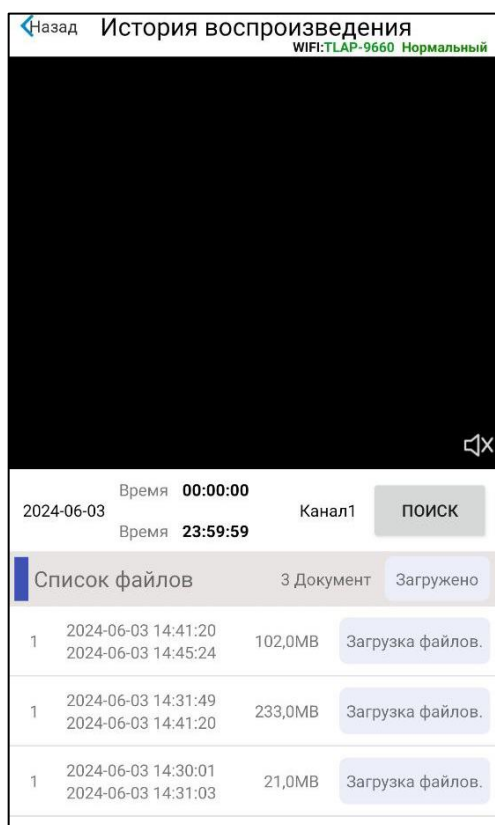 Назад История воспроизведения
WIFI:TLAP-9660 Нормальный
Время 00:00:00
2024-06-03 Канал1 ПОИСК
Время 23:59:59
Список файлов 3 Документ Загружено
1 2024-06-03 14:41:20 102,0MB Загрузка файлов.
2024-06-03 14:45:24
1 2024-06-03 14:31:49 233,0MB Загрузка файлов.
2024-06-03 14:41:20
1 2024-06-03 14:30:01 21,0MB Загрузка файлов.
2024-06-03 14:31:03